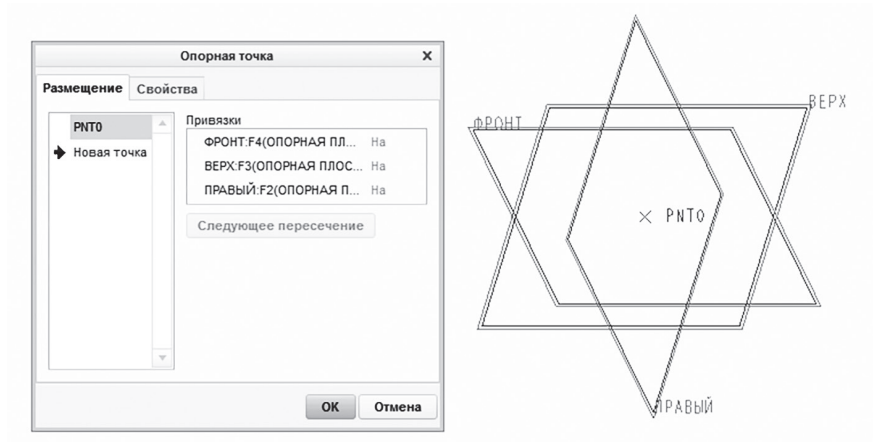 Опорная точка
Размещение
Свойства
PNT0
Новая точка
Привязки
ФРОНТ:F4(ОПОРНАЯ ПЛ... На
ВЕРХ:F3(ОПОРНАЯ ПЛОС... На
ПРАВЫЙ:F2(ОПОРНАЯ П... На
Следующее пересечение
ОК
Отмена
ВЕРХ
ФРОНТ
PNT0
ПРАВЫЙ